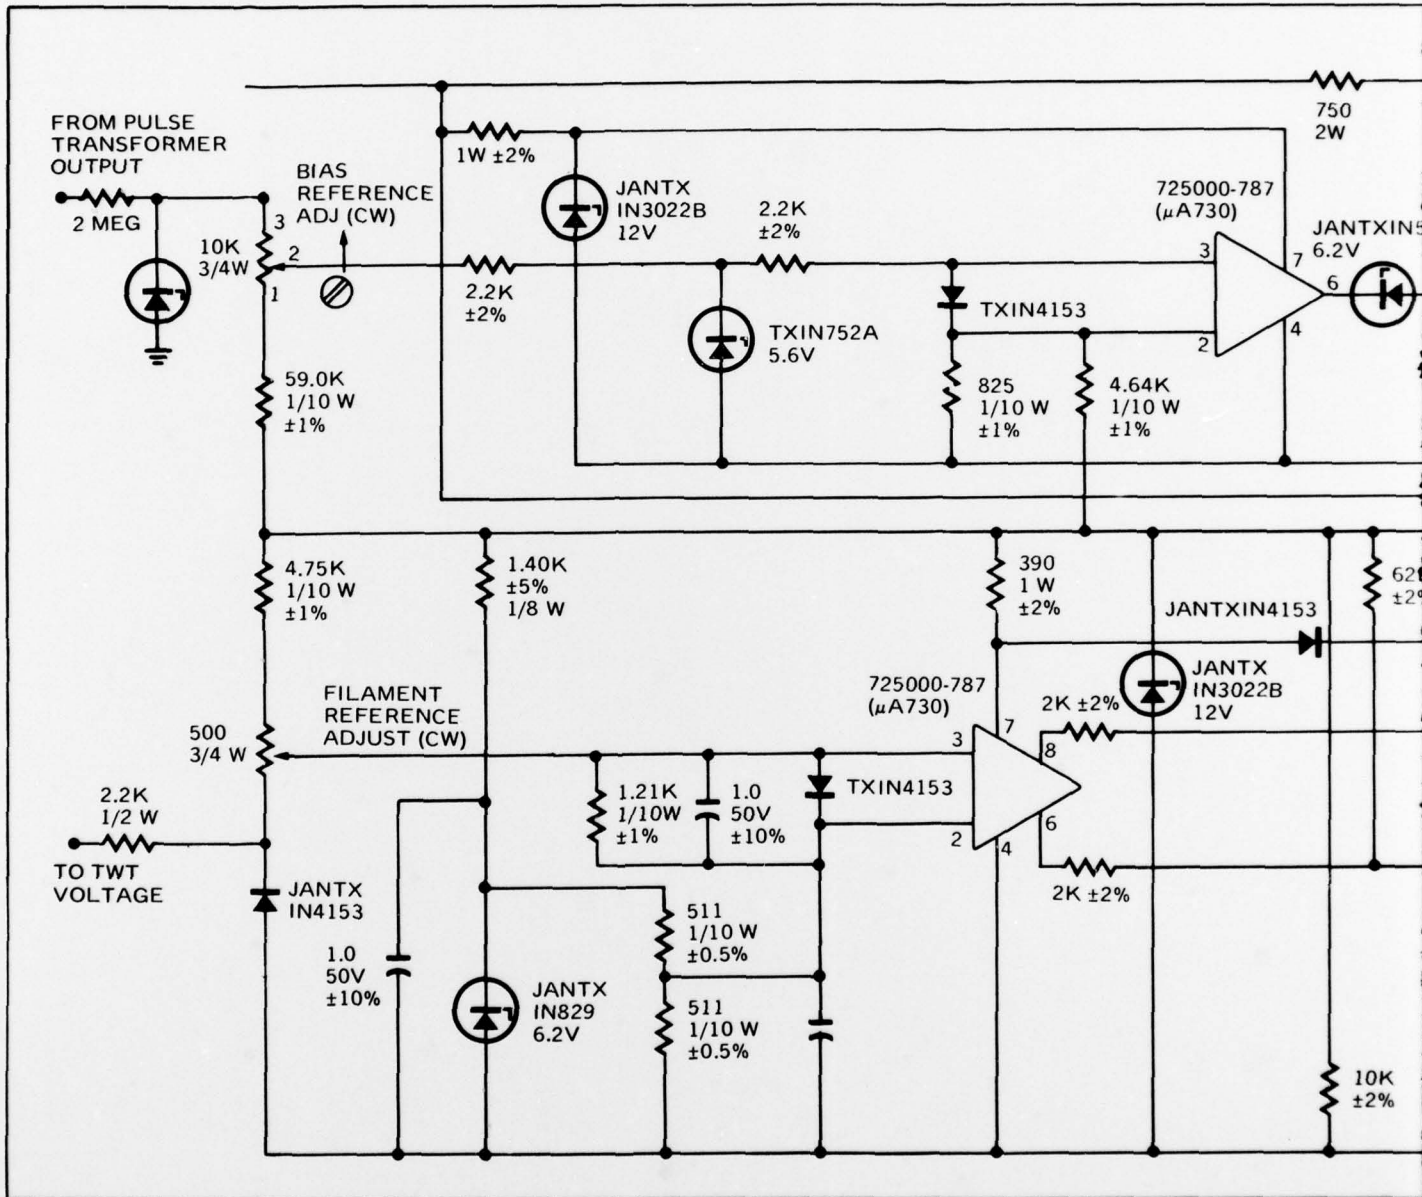 750
2W
FROM PULSE
TRANSFORMER
OUTPUT
2 MEG
1W ±2%
BIAS
REFERENCE
ADJ (CW)
JANTX
IN3022B
12V
2.2K
±2%
725000-787
(μA730)
JANTXIN5
6.2V
3
10K
3/4W
2
1
2.2K
±2%
3
7
6
2
4
TXIN4153
TXIN752A
5.6V
59.0K
1/10 W
±1%
825
1/10 W
±1%
4.64K
1/10 W
±1%
4.75K
1/10 W
±1%
1.40K
±5%
1/8 W
390
1 W
±2%
JANTXIN4153
62
±2%
JANTX
IN3022B
12V
725000-787
(μA730)
2K ±2%
FILAMENT
REFERENCE
ADJUST (CW)
500
3/4 W
3
7
8
2
4
6
2K ±2%
1.21K
1/10W
±1%
1.0
50V
±10%
TXIN4153
2.2K
1/2 W
TO TWT
VOLTAGE
JANTX
IN4153
1.0
50V
±10%
511
1/10 W
±0.5%
JANTX
IN829
6.2V
511
1/10 W
±0.5%
10K
±2%